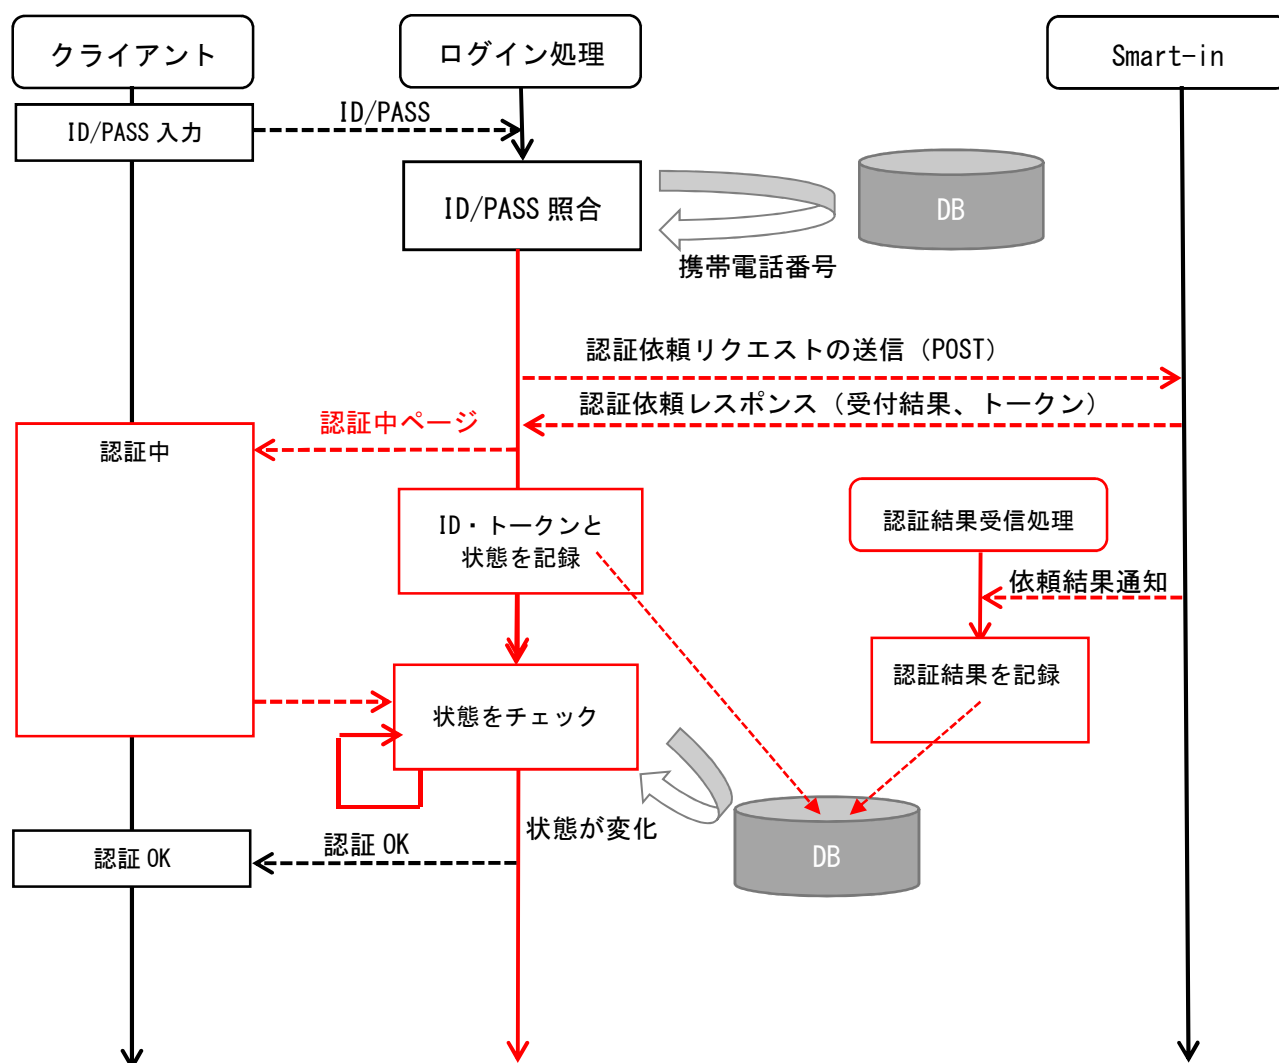 クライアント
ログイン処理
Smart-in
ID/PASS 入力
ID/PASS
ID/PASS 照合
DB
携帯電話番号
認証依頼リクエストの送信（POST）
認証依頼レスポンス（受付結果、トークン）
認証中ページ
認証中
ID・トークンと
状態を記録
認証結果受信処理
依頼結果通知
認証結果を記録
状態をチェック
状態が変化
DB
認証 OK
認証 OK